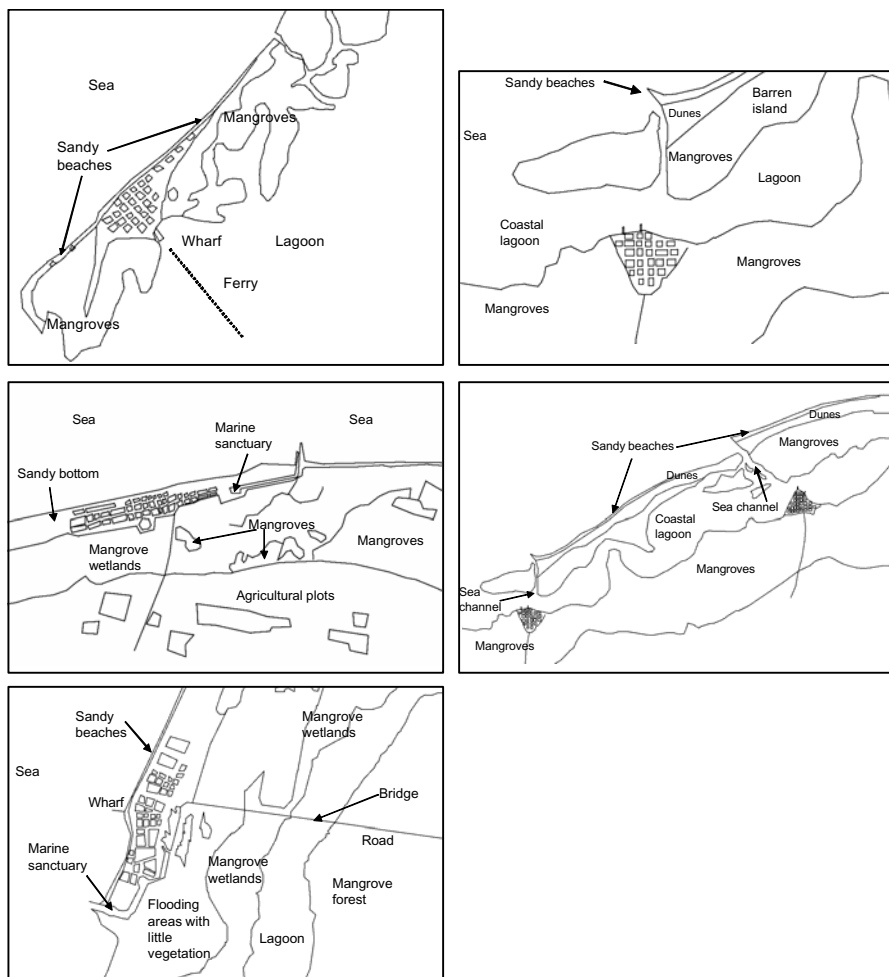 Sea
Sandy
beaches
Mangroves
Wharf
Lagoon
Ferry
Mangroves
Sandy beaches
Barren
island
Dunes
Sea
Mangroves
Lagoon
Coastal
lagoon
Mangroves
Mangroves
Sea
Sea
Marine
sanctuary
Sandy bottom
Mangroves
Mangrove
wetlands
Mangroves
Agricultural plots
Dunes
Sandy beaches
Mangroves
Dunes
Sea channel
Coastal
lagoon
Mangroves
Sea
channel
Mangroves
Sandy
beaches
Mangrove
wetlands
Sea
Wharf
Bridge
Road
Marine
sanctuary
Mangrove
wetlands
Mangrove
forest
Flooding
areas with
little
vegetation
Lagoon